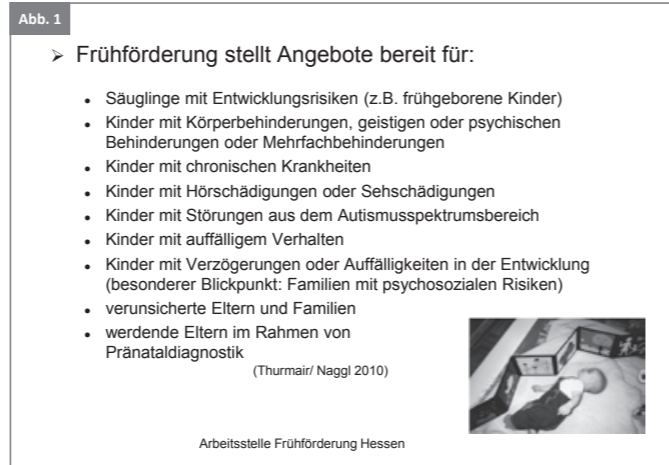 Abb. 1
➢ Frühförderung stellt Angebote bereit für:
• Säuglinge mit Entwicklungsrisiken (z.B. frühgeborene Kinder)
• Kinder mit Körperbehinderungen, geistigen oder psychischen
Behinderungen oder Mehrfachbehinderungen
• Kinder mit chronischen Krankheiten
• Kinder mit Hörschädigungen oder Sehschädigungen
• Kinder mit Störungen aus dem Autismusspektrumsbereich
• Kinder mit auffälligem Verhalten
• Kinder mit Verzögerungen oder Auffälligkeiten in der Entwicklung
(besonderer Blickpunkt: Familien mit psychosozialen Risiken)
• verunsicherte Eltern und Familien
• werdende Eltern im Rahmen von
Pränataldiagnostik
(Thurmair/ Naggl 2010)
Arbeitsstelle Frühförderung Hessen